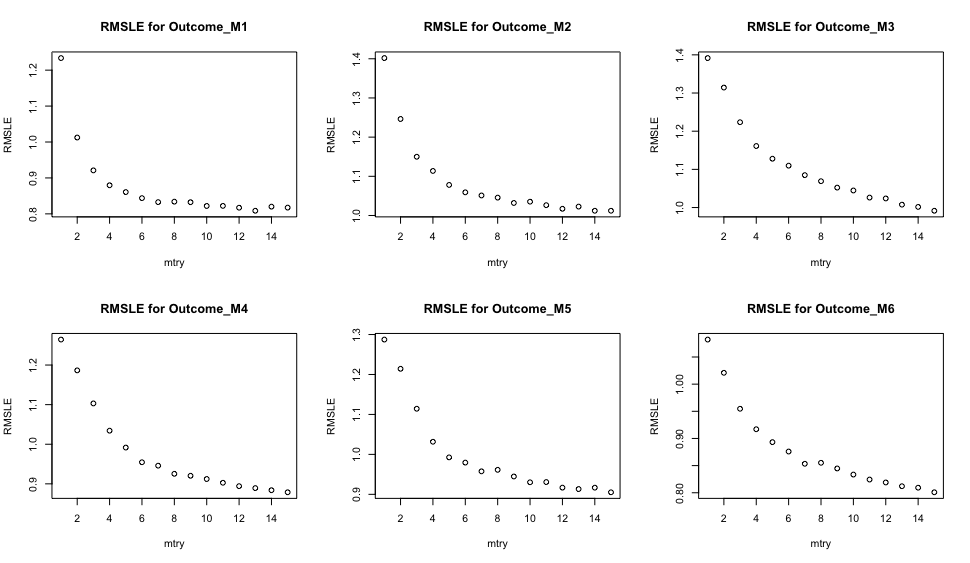 RMSLE for Outcome_M1
RMSLE
1.2
1.1
1.0
0.9
0.8
2 4 6 8 10 12 14
mtry
RMSLE for Outcome_M2
RMSLE
1.4
1.3
1.2
1.1
1.0
2 4 6 8 10 12 14
mtry
RMSLE for Outcome_M3
RMSLE
1.4
1.3
1.2
1.1
1.0
2 4 6 8 10 12 14
mtry
RMSLE for Outcome_M4
RMSLE
1.2
1.1
1.0
0.9
2 4 6 8 10 12 14
mtry
RMSLE for Outcome_M5
RMSLE
1.3
1.2
1.1
1.0
0.9
2 4 6 8 10 12 14
mtry
RMSLE for Outcome_M6
RMSLE
1.00
0.90
0.80
2 4 6 8 10 12 14
mtry